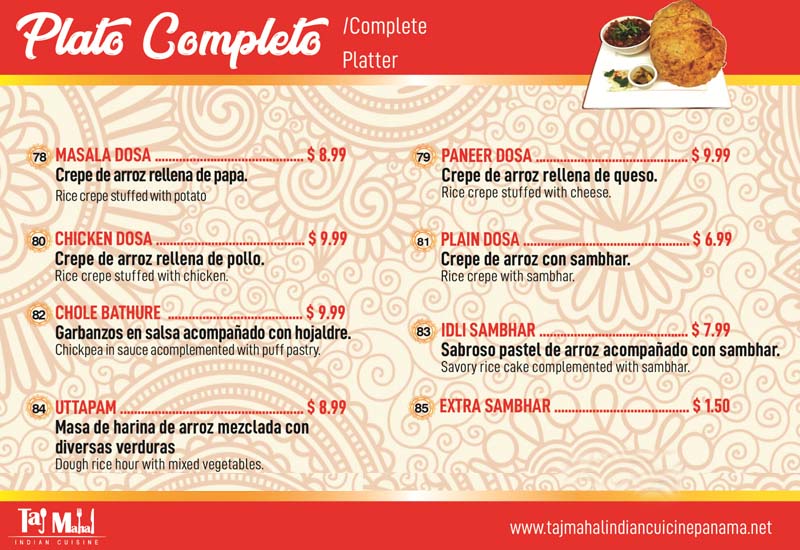 Plato Completo
/Complete
Platter
78 MASALA DOSA ........................................ $ 8.99
Crepe de arroz rellena de papa.
Rice crepe stuffed with potato
79 PANEER DOSA ........................................ $ 9.99
Crepe de arroz rellena de queso.
Rice crepe stuffed with cheese.
80 CHICKEN DOSA ........................................ $ 9.99
Crepe de arroz rellena de pollo.
Rice crepe stuffed with chicken.
81 PLAIN DOSA ........................................ $ 6.99
Crepe de arroz con sambhar.
Rice crepe with sambhar.
82 CHOLE BATHURE ........................................ $ 9.99
Garbanzos en salsa acompañado con hojaldre.
Chickpea in sauce acomplemented with puff pastry.
83 IDLI SAMBHAR ........................................ $ 7.99
Sabroso pastel de arroz acompañado con sambhar.
Savory rice cake complemented with sambhar.
84 UTTAPAM ........................................ $ 8.99
Masa de harina de arroz mezclada con
diversas verduras
Dough rice hour with mixed vegetables.
85 EXTRA SAMBHAR ........................................ $ 1.50
Taj Mahal
INDIAN CUISINE
www.tajmahalindiancuicinepanama.net